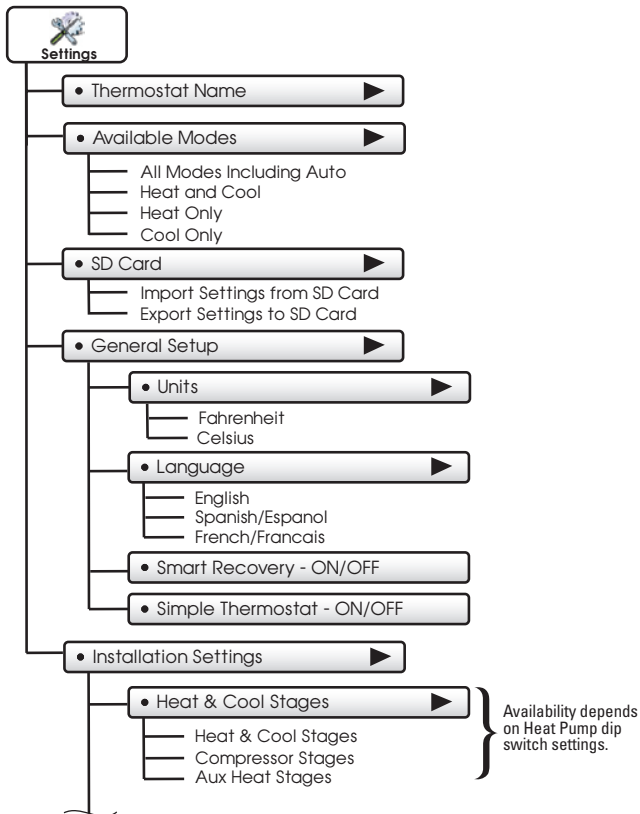 Settings
• Thermostat Name
• Available Modes
All Modes Including Auto
Heat and Cool
Heat Only
Cool Only
• SD Card
Import Settings from SD Card
Export Settings to SD Card
• General Setup
• Units
Fahrenheit
Celsius
• Language
English
Spanish/Espanol
French/Francais
• Smart Recovery - ON/OFF
• Simple Thermostat - ON/OFF
• Installation Settings
• Heat & Cool Stages
Heat & Cool Stages
Compressor Stages
Aux Heat Stages
Availability depends
on Heat Pump dip
switch settings.